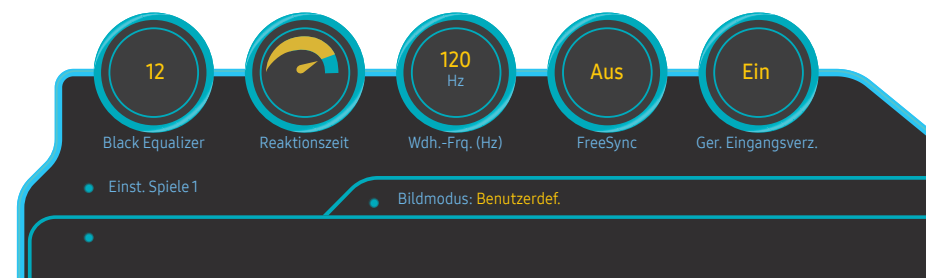 12
120
Hz
Aus
Ein
Black Equalizer
Reaktionszeit
Wdh.-Frq. (Hz)
FreeSync
Ger. Eingangsverz.
Einst. Spiele 1
Bildmodus: Benutzerdef.